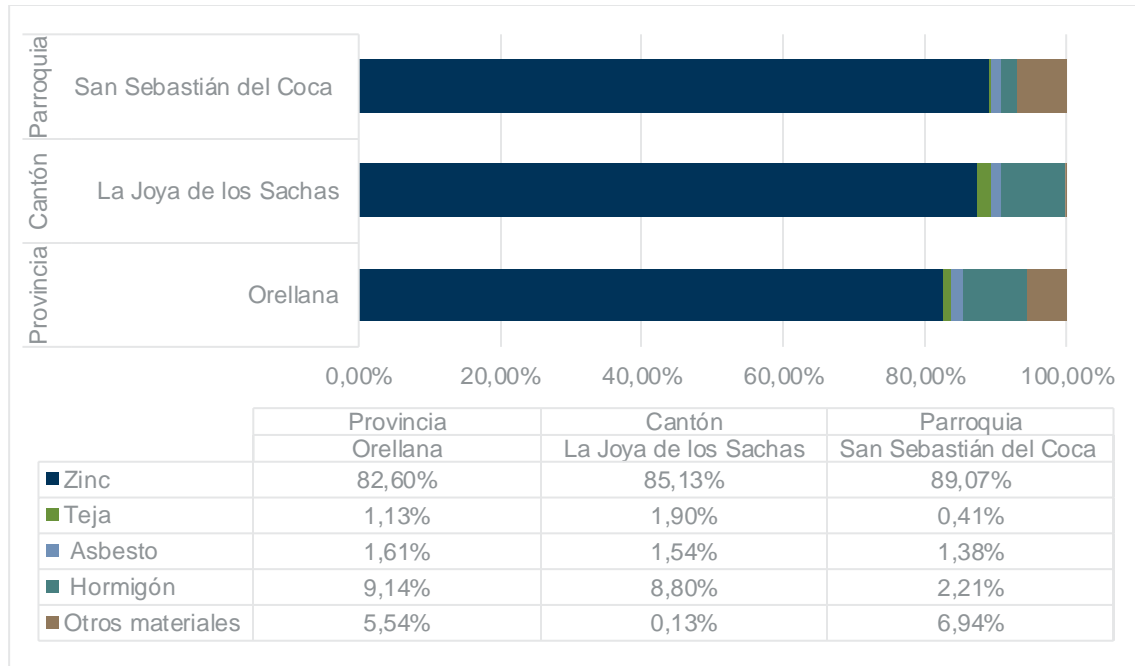 Parroquia
San Sebastián del Coca
Cantón
La Joya de los Sachas
Provincia
Orellana
0,00% 20,00% 40,00% 60,00% 80,00% 100,00%
Provincia Cantón Parroquia
Orellana La Joya de los Sachas San Sebastián del Coca
Zinc 82,60% 85,13% 89,07%
Teja 1,13% 1,90% 0,41%
Asbesto 1,61% 1,54% 1,38%
Hormigón 9,14% 8,80% 2,21%
Otros materiales 5,54% 0,13% 6,94%